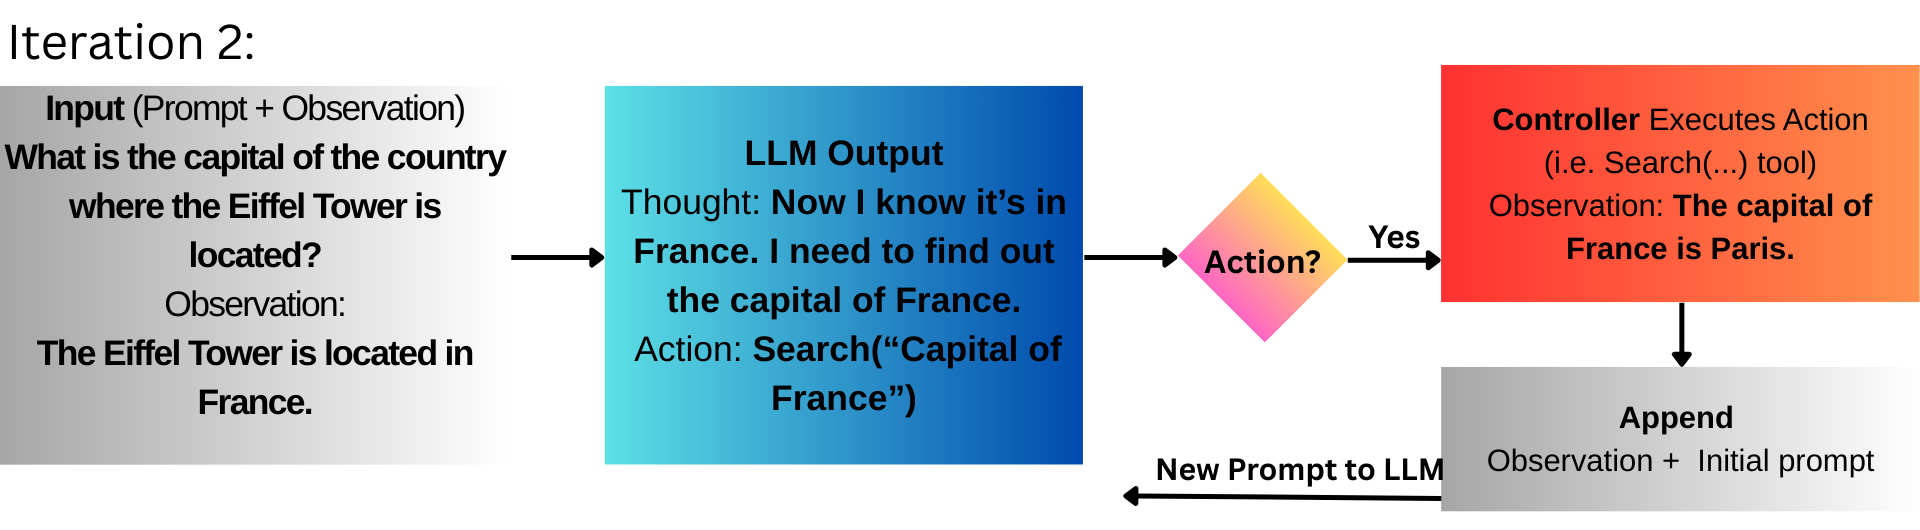 Iteration 2:
Input (Prompt + Observation)
What is the capital of the country
where the Eiffel Tower is
located?
Observation:
The Eiffel Tower is located in
France.
LLM Output
Thought: Now I know it’s in
France. I need to find out
the capital of France.
Action: Search(“Capital of
France”)
Action?
Yes
Controller Executes Action
(i.e. Search(...) tool)
Observation: The capital of
France is Paris.
Append
Observation +  Initial prompt
New Prompt to LLM